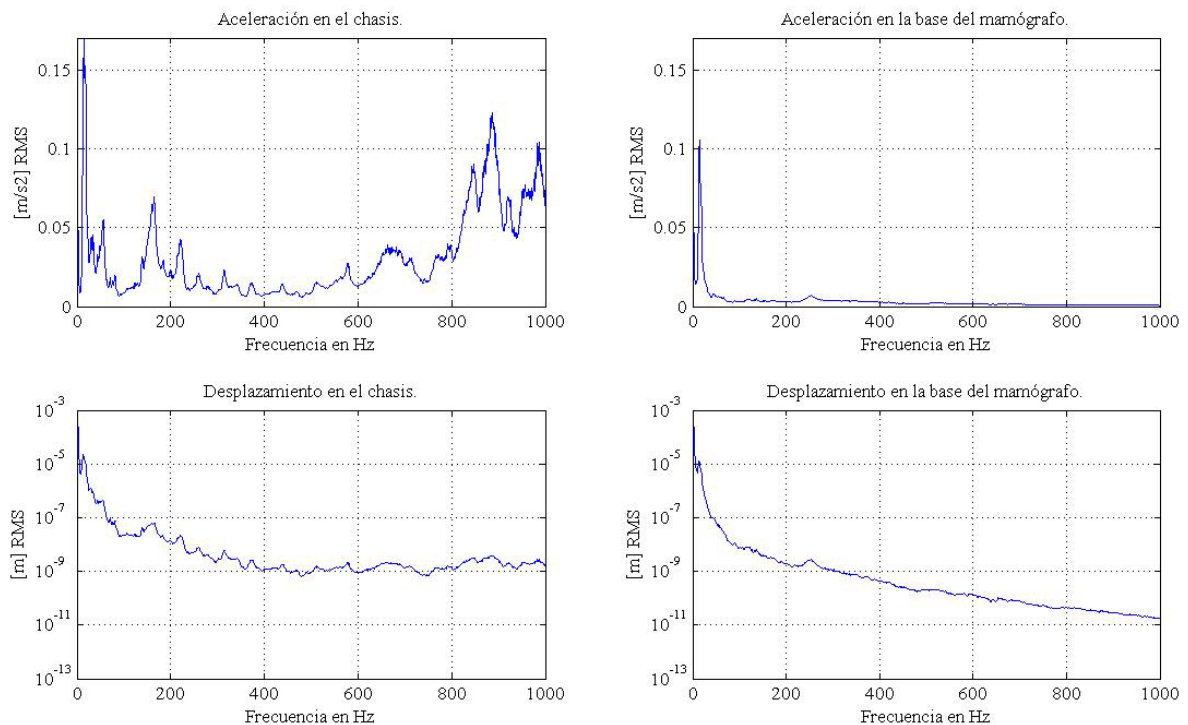 Aceleración en el chasis.
0.15
0.1
0.05
0
[m/s2] RMS
0 200 400 600 800 1000
Frecuencia en Hz
Aceleración en la base del mamógrafo.
0.15
0.1
0.05
0
[m/s2] RMS
0 200 400 600 800 1000
Frecuencia en Hz
Desplazamiento en el chasis.
10^-3
10^-5
10^-7
10^-9
10^-11
10^-13
[m] RMS
0 200 400 600 800 1000
Frecuencia en Hz
Desplazamiento en la base del mamógrafo.
10^-3
10^-5
10^-7
10^-9
10^-11
10^-13
[m] RMS
0 200 400 600 800 1000
Frecuencia en Hz